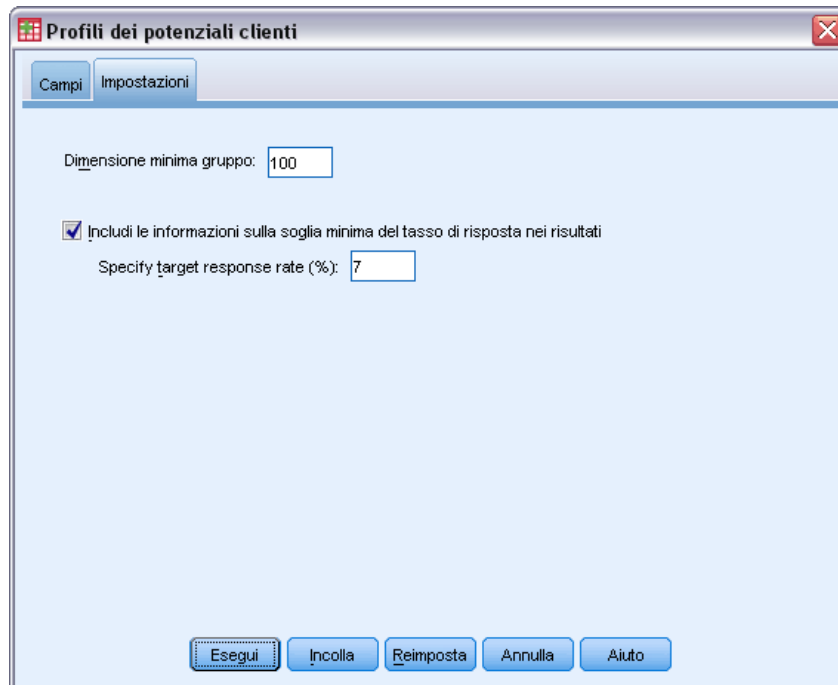 Profili dei potenziali clienti
Campi Impostazioni
Dimensione minima gruppo: 100
Includi le informazioni sulla soglia minima del tasso di risposta nei risultati
Specify target response rate (%): 7
Esegui Incolla Reimposta Annulla Aiuto